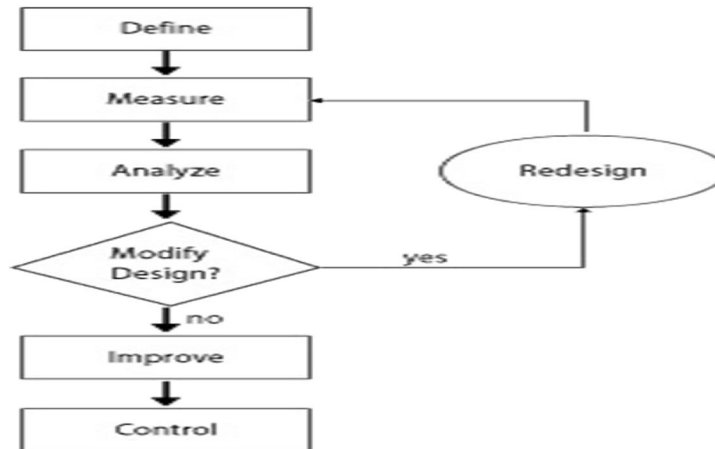 Define
Measure
Analyze
Redesign
Modify
Design?
yes
no
Improve
Control